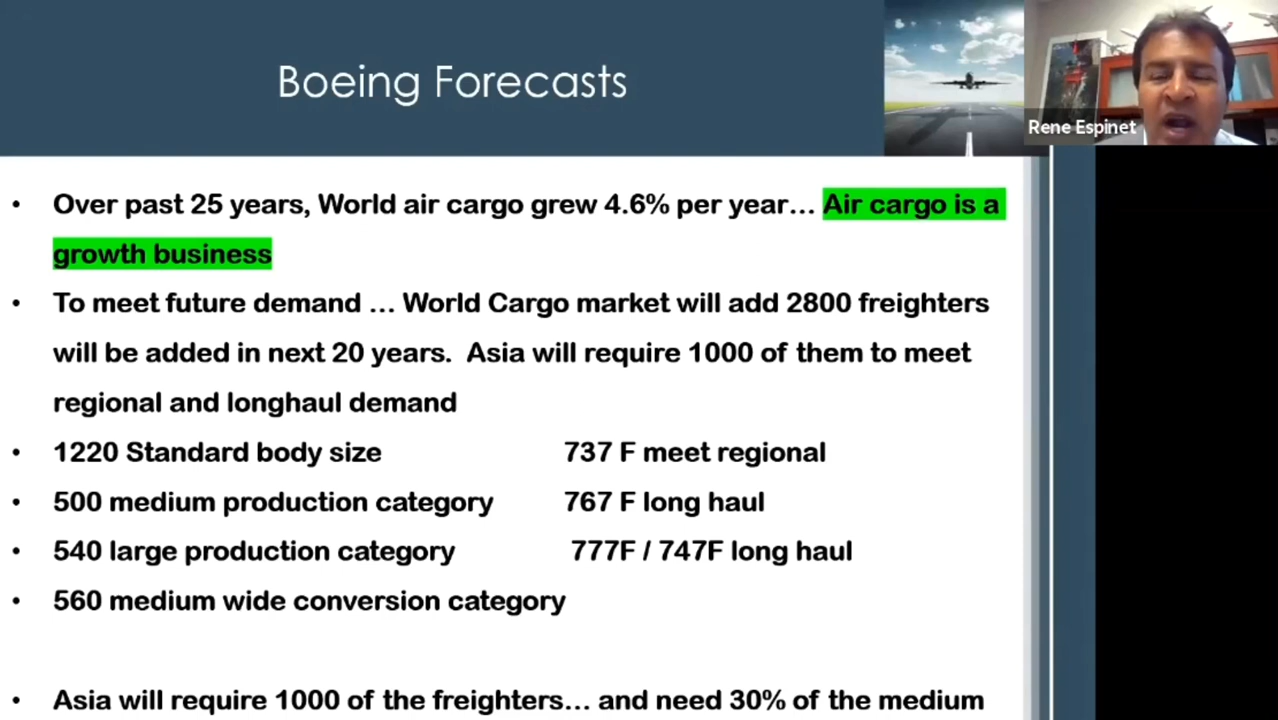 Boeing Forecasts
Rene Espinet
• Over past 25 years, World air cargo grew 4.6% per year... Air cargo is a
growth business
• To meet future demand ... World Cargo market will add 2800 freighters
will be added in next 20 years. Asia will require 1000 of them to meet
regional and longhaul demand
• 1220 Standard body size 737 F meet regional
• 500 medium production category 767 F long haul
• 540 large production category 777F / 747F long haul
• 560 medium wide conversion category
• Asia will require 1000 of the freighters... and need 30% of the medium